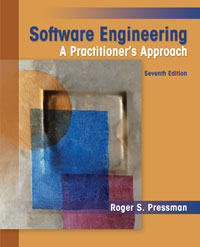 Software Engineering
A Practitioner's Approach
Seventh Edition
Roger S. Pressman